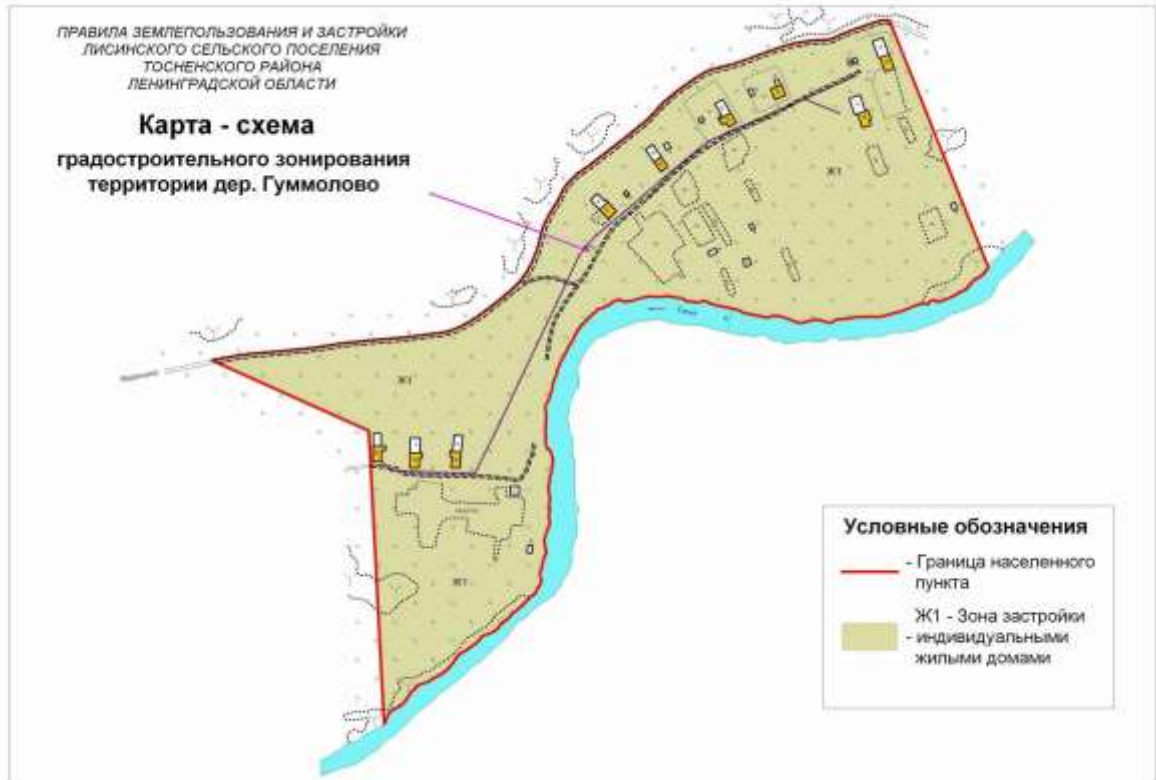 ПРАВИЛА ЗЕМЛЕПОЛЬЗОВАНИЯ И ЗАСТРОЙКИ
ЛИСИНСКОГО СЕЛЬСКОГО ПОСЕЛЕНИЯ
ТОСНЕНСКОГО РАЙОНА
ЛЕНИНГРАДСКОЙ ОБЛАСТИ
Карта - схема
градостроительного зонирования
территории дер. Гуммолово
Ж1
Ж1
Ж1
Условные обозначения
- Граница населенного
пункта
Ж1 - Зона застройки
- индивидуальными
жилыми домами